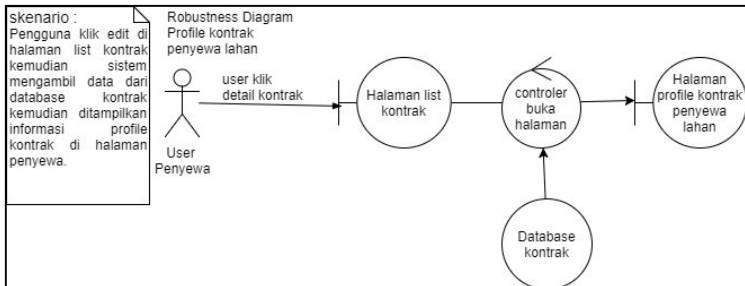 skenario :
Pengguna klik edit di
halaman list kontrak
kemudian sistem
mengambil data dari
database kontrak
kemudian ditampilkan
informasi profile
kontrak di halaman
penyewa.
Robustness Diagram
Profile kontrak
penyewa lahan
user klik
detail kontrak
User
Penyewa
Halaman list
kontrak
controler
buka
halaman
Halaman
profile kontrak
penyewa
lahan
Database
kontrak